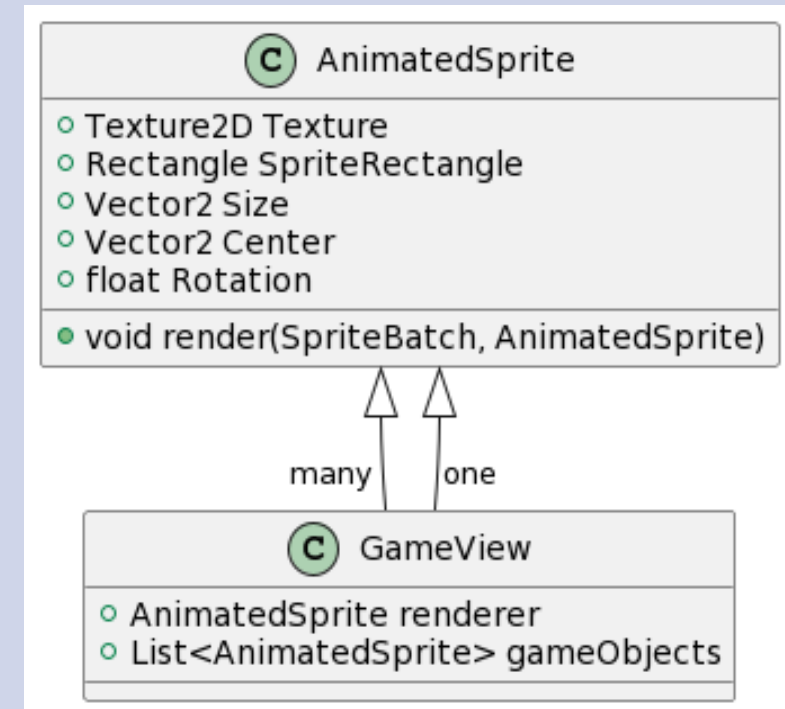 C AnimatedSprite
Texture2D Texture
Rectangle SpriteRectangle
Vector2 Size
Vector2 Center
float Rotation
void render(SpriteBatch, AnimatedSprite)
many one
C GameView
AnimatedSprite renderer
List<AnimatedSprite> gameObjects